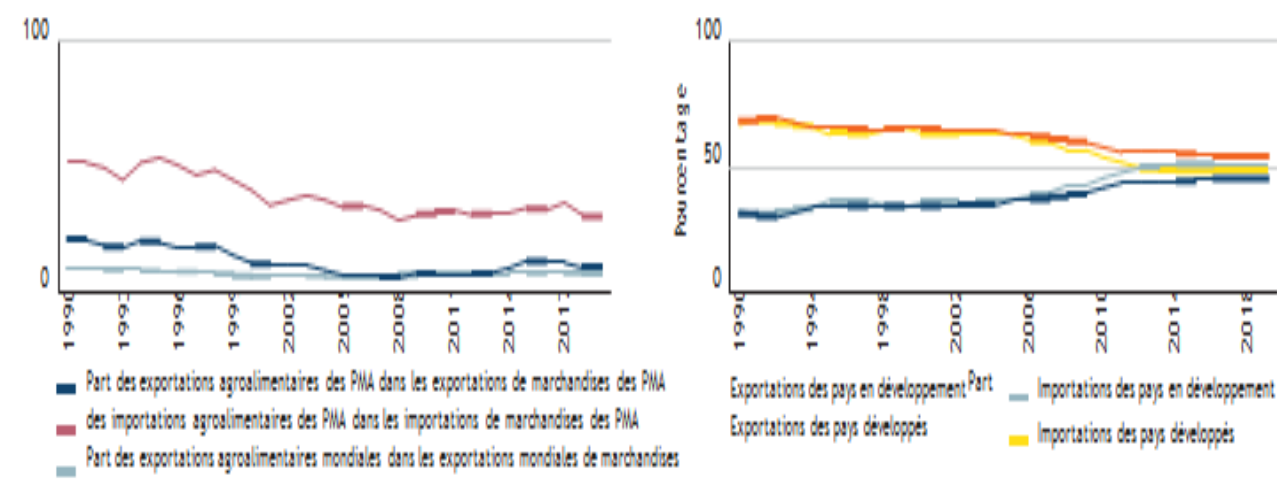 100
0
1990
1993
1996
1999
2002
2005
2008
2011
2014
2017
Part des exportations agroalimentaires des PMA dans les exportations de marchandises des PMA
des importations agroalimentaires des PMA dans les importations de marchandises des PMA
Part des exportations agroalimentaires mondiales dans les exportations mondiales de marchandises
100
Pourcentage
50
0
1990
1994
1998
2002
2006
2010
2014
2018
Exportations des pays en développement Part
Importations des pays en développement
Exportations des pays développés
Importations des pays développés